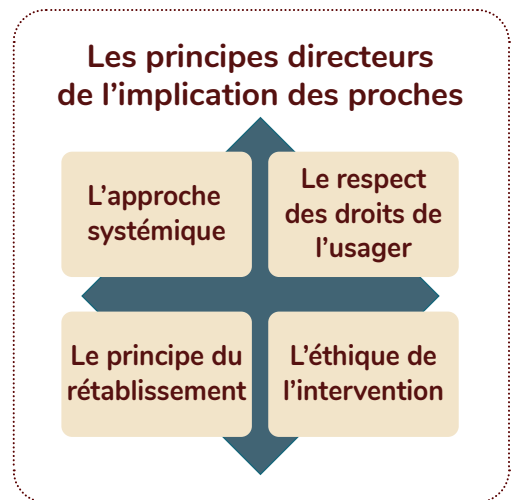 Les principes directeurs
de l’implication des proches
L’approche
systémique
Le respect
des droits de
l’usager
Le principe du
rétablissement
L’éthique de
l’intervention